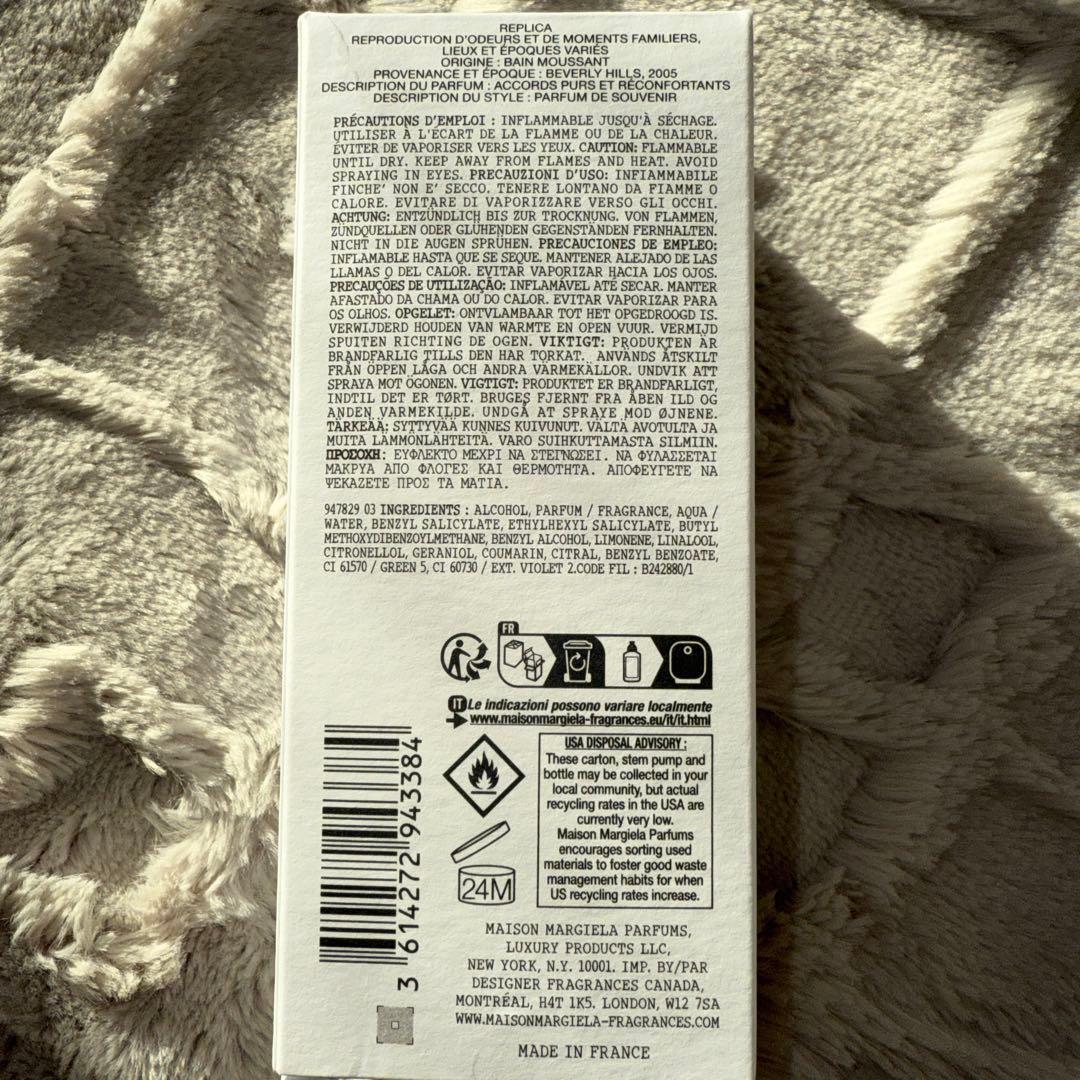 REPLICA
REPRODUCTION D'ODEURS ET DE MOMENTS FAMILIERS,
LIEUX ET ÉPOQUES VARIÉS
ORIGINE : BAIN MOUSSANT
PROVENANCE ET ÉPOQUE : BEVERLY HILLS, 2005
DESCRIPTION DU PARFUM : ACCORDS PURS ET RÉCONFORTANTS
DESCRIPTION DU STYLE : PARFUM DE SOUVENIR
PRÉCAUTIONS D'EMPLOI : INFLAMMABLE JUSQU'À SÉCHAGE.
UTILISER À L'ÉCART DE LA FLAMME OU DE LA CHALEUR.
ÉVITER DE VAPORISER VERS LES YEUX. CAUTION: FLAMMABLE
UNTIL DRY. KEEP AWAY FROM FLAMES AND HEAT. AVOID
SPRAYING IN EYES. PRECAUZIONI D'USO: INFIAMMABILE
FINCHE' NON E' SECCO. TENERE LONTANO DA FIAMME O
CALORE. EVITARE DI VAPORIZZARE VERSO GLI OCCHI.
ACHTUNG: ENTZÜNDLICH BIS ZUR TROCKNUNG. VON FLAMMEN,
ZÜNDQUELLEN ODER GLÜHENDEN GEGENSTÄNDEN FERNHALTEN.
NICHT IN DIE AUGEN SPRÜHEN. PRECAUCIONES DE EMPLEO:
INFLAMABLE HASTA QUE SE SEQUE. MANTENER ALEJADO DE LAS
LLAMAS O DEL CALOR. EVITAR VAPORIZAR HACIA LOS OJOS.
PRECAUÇÕES DE UTILIZAÇÃO: INFLAMÁVEL ATÉ SECAR. MANTER
AFASTADO DA CHAMA OU DO CALOR. EVITAR VAPORIZAR PARA
OS OLHOS. OPGELET: ONTVLAMBAAR TOT HET OPGEDROOGD IS.
VERWIJDERD HOUDEN VAN WARMTE EN OPEN VUUR. VERMIJD
SPUITEN RICHTING DE OGEN. VIKTIGT: PRODUKTEN ÄR
BRANDFARLIG TILLS DEN HAR TORKAT. ANVÄNDS ÅTSKILT
FRÅN ÖPPEN LÅGA OCH ANDRA VÄRMEKÄLLOR. UNDVIK ATT
SPRAYA MOT ÖGONEN. VIGTIGT: PRODUKTET ER BRANDFARLIGT,
INDTIL DET ER TØRT. BRUGES FJERNT FRA ÅBEN ILD OG
ANDEN VARMEKILDE. UNDGÅ AT SPRAYE MOD ØJNENE.
TÄRKEÄÄ: SYTTYVÄÄ KUNNES KUIVUNUT. VÄLTÄ AVOTULTA JA
MUITA LÄMMÖNLÄHTEITÄ. VARO SUIHKUTTAMASTA SILMIIN.
ΠΡΟΣΟΧΗ: ΕΥΦΛΕΚΤΟ ΜΕΧΡΙ ΝΑ ΣΤΕΓΝΩΣΕΙ. ΝΑ ΦΥΛΑΣΣΕΤΑΙ
ΜΑΚΡΥΑ ΑΠΟ ΦΛΟΓΕΣ ΚΑΙ ΘΕΡΜΟΤΗΤΑ. ΑΠΟΦΕΥΓΕΤΕ ΝΑ
ΨΕΚΑΖΕΤΕ ΠΡΟΣ ΤΑ ΜΑΤΙΑ.
947829 03 INGREDIENTS : ALCOHOL, PARFUM / FRAGRANCE, AQUA /
WATER, BENZYL SALICYLATE, ETHYLHEXYL SALICYLATE, BUTYL
METHOXYDIBENZOYLMETHANE, BENZYL ALCOHOL, LIMONENE, LINALOOL,
CITRONELLOL, GERANIOL, COUMARIN, CITRAL, BENZYL BENZOATE,
CI 61570 / GREEN 5, CI 60730 / EXT. VIOLET 2.CODE FIL : B242880/1
FR
IT Le indicazioni possono variare localmente
www.maisonmargiela-fragrances.eu/it/it.html
3 614272 943384
24M
USA DISPOSAL ADVISORY :
These carton, stem pump and
bottle may be collected in your
local community, but actual
recycling rates in the USA are
currently very low.
Maison Margiela Parfums
encourages sorting used
materials to foster good waste
management habits for when
US recycling rates increase.
MAISON MARGIELA PARFUMS,
LUXURY PRODUCTS LLC,
NEW YORK, N.Y. 10001. IMP. BY/PAR
DESIGNER FRAGRANCES CANADA,
MONTRÉAL, H4T 1K5. LONDON, W12 7SA
WWW.MAISONMARGIELA-FRAGRANCES.COM
MADE IN FRANCE